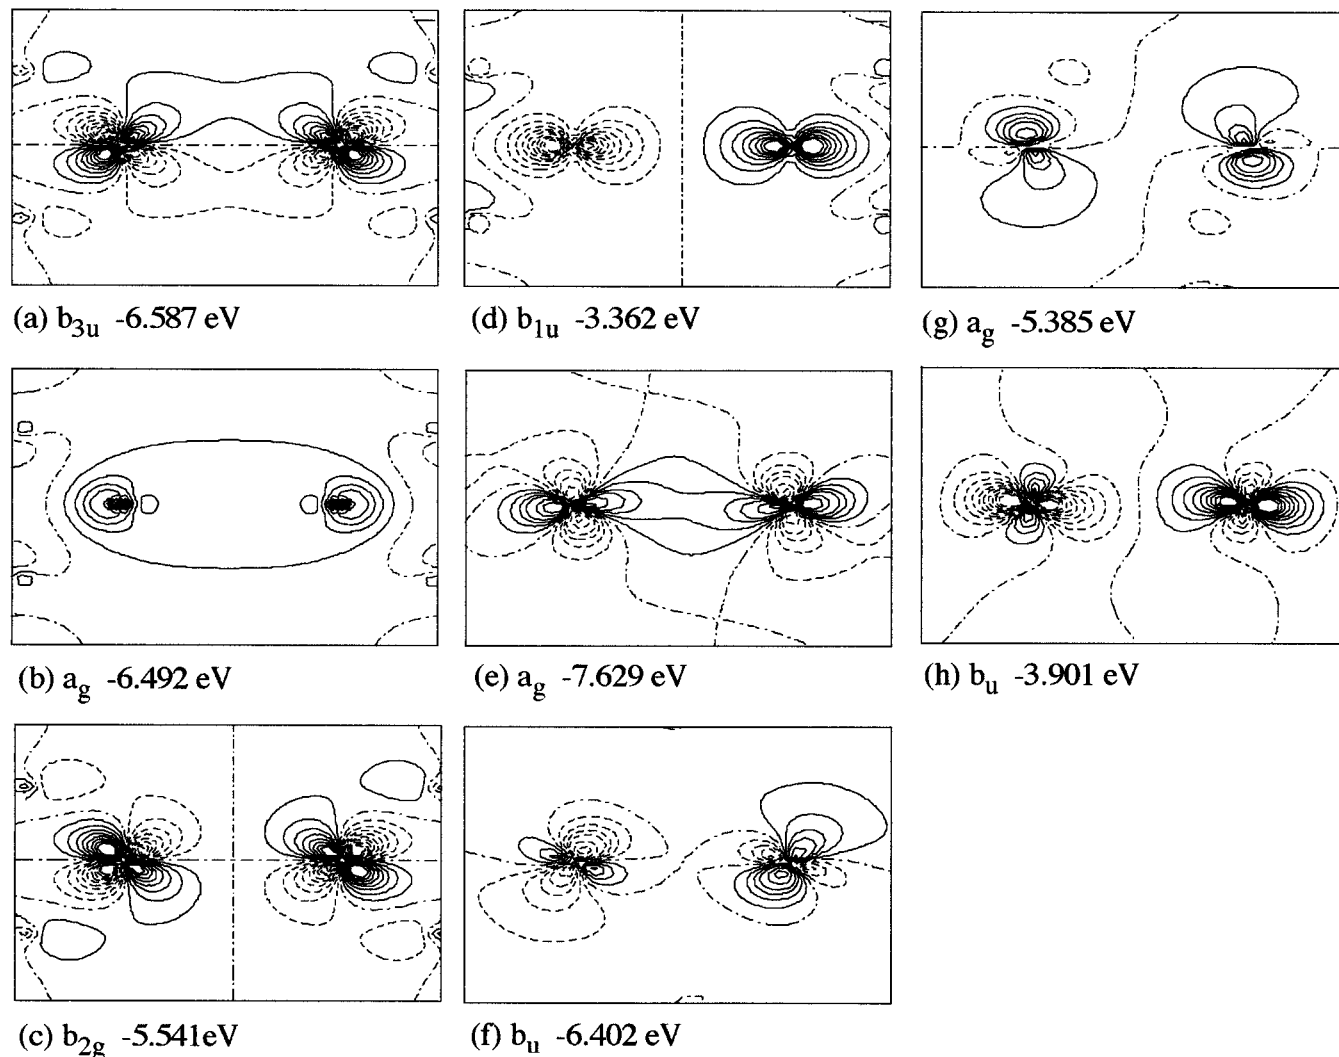 (a) b3u -6.587 eV
(d) b1u -3.362 eV
(g) ag -5.385 eV
(b) ag -6.492 eV
(e) ag -7.629 eV
(h) bu -3.901 eV
(c) b2g -5.541eV
(f) bu -6.402 eV